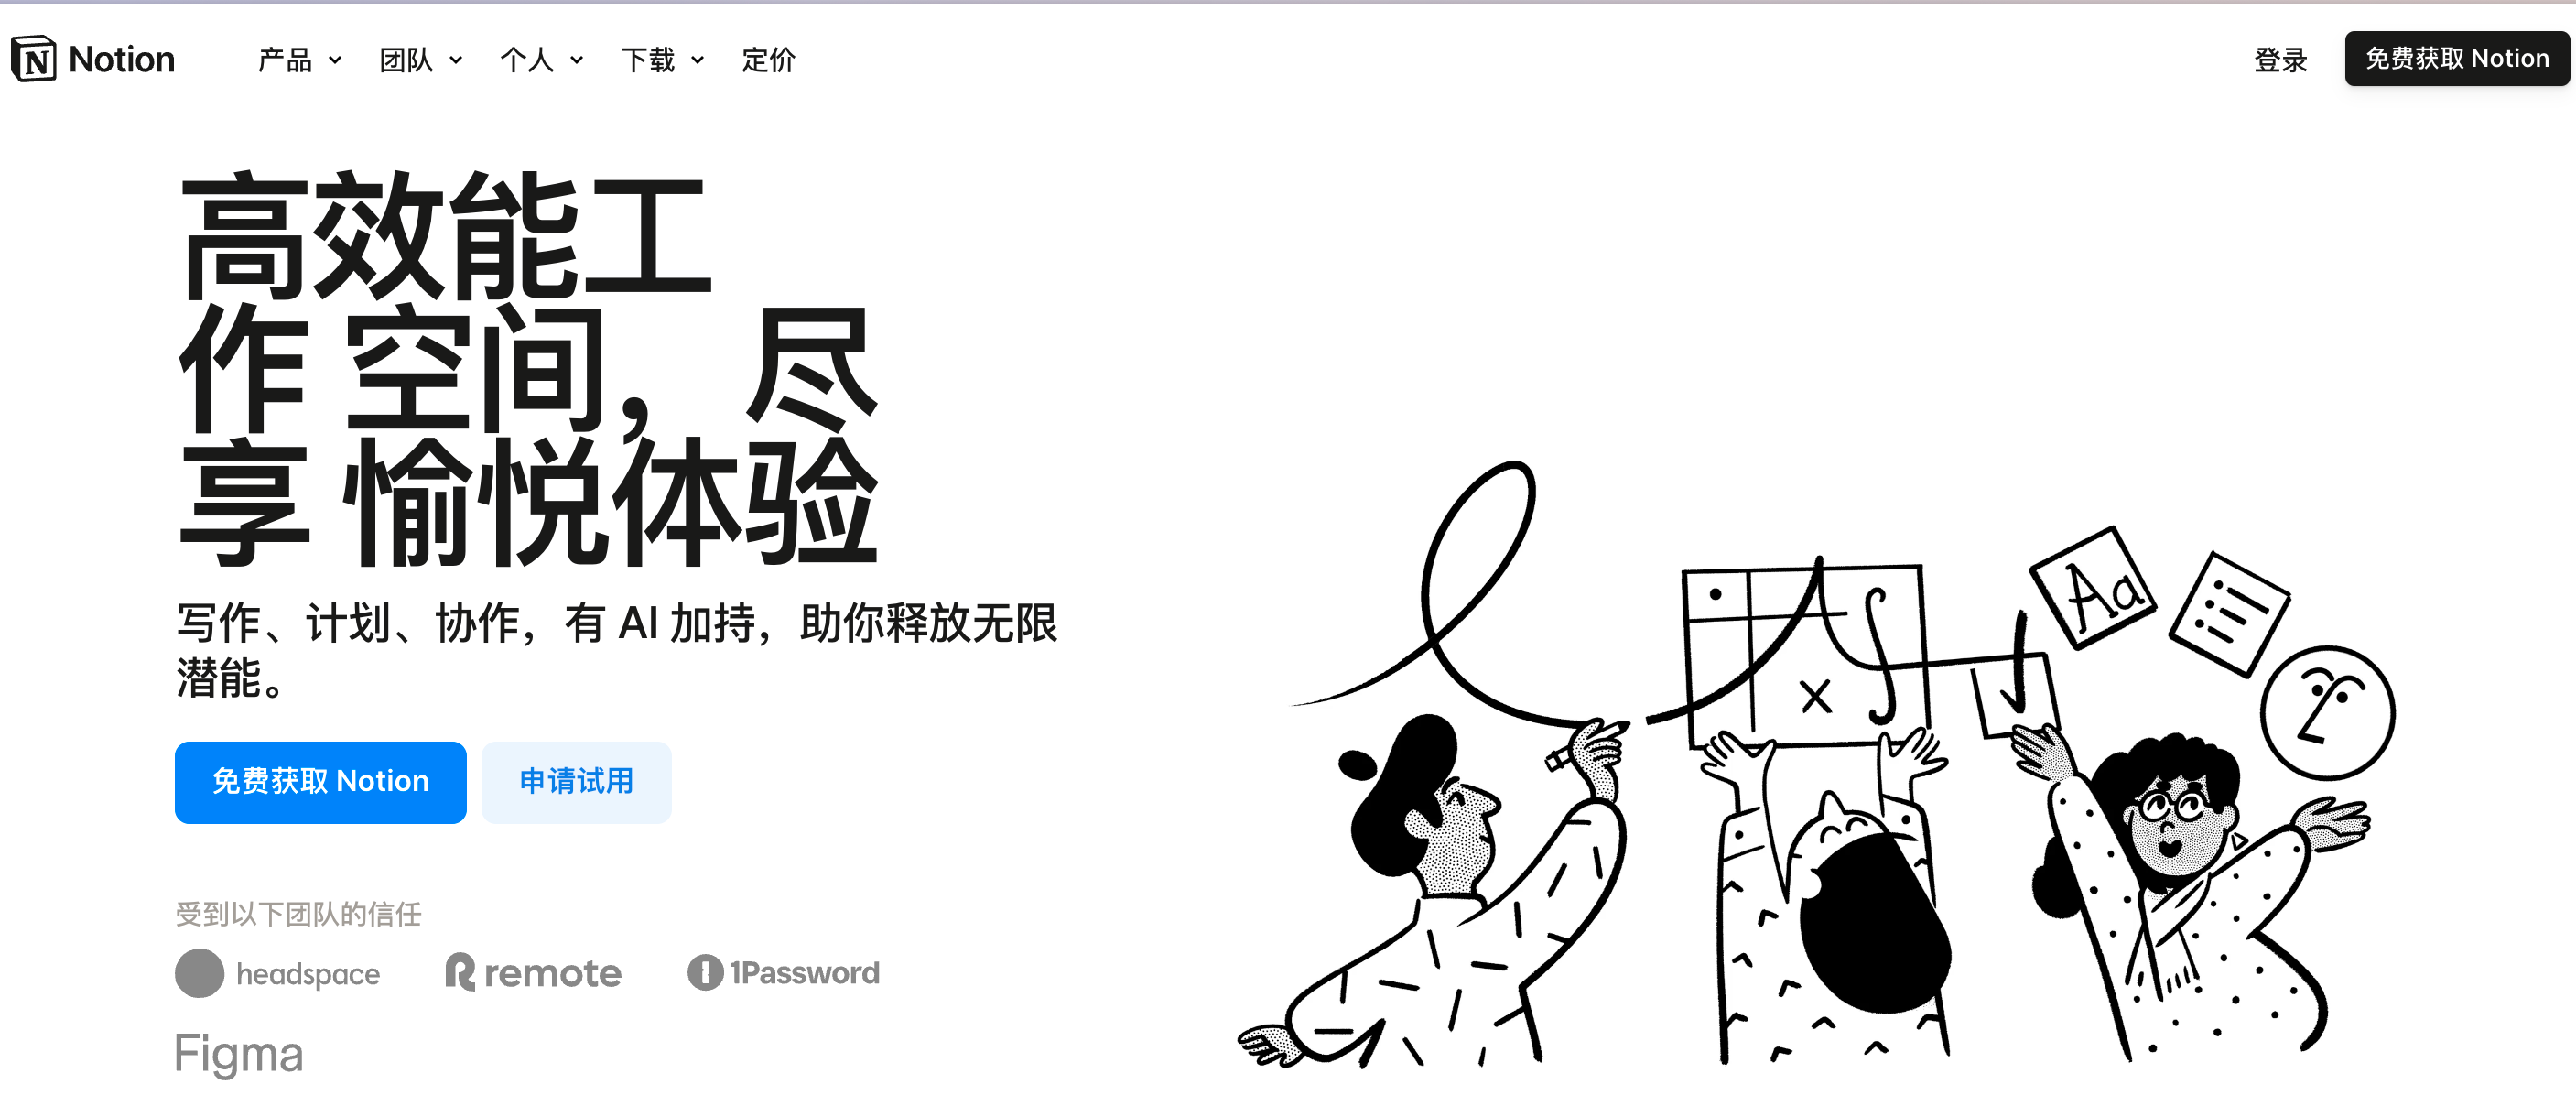 Notion
产品
团队
个人
下载
定价
登录
免费获取 Notion
高效能工
作 空间，尽
享 愉悦体验
写作、计划、协作，有 AI 加持，助你释放无限
潜能。
免费获取 Notion
申请试用
受到以下团队的信任
headspace
remote
1Password
Figma
Aa
x